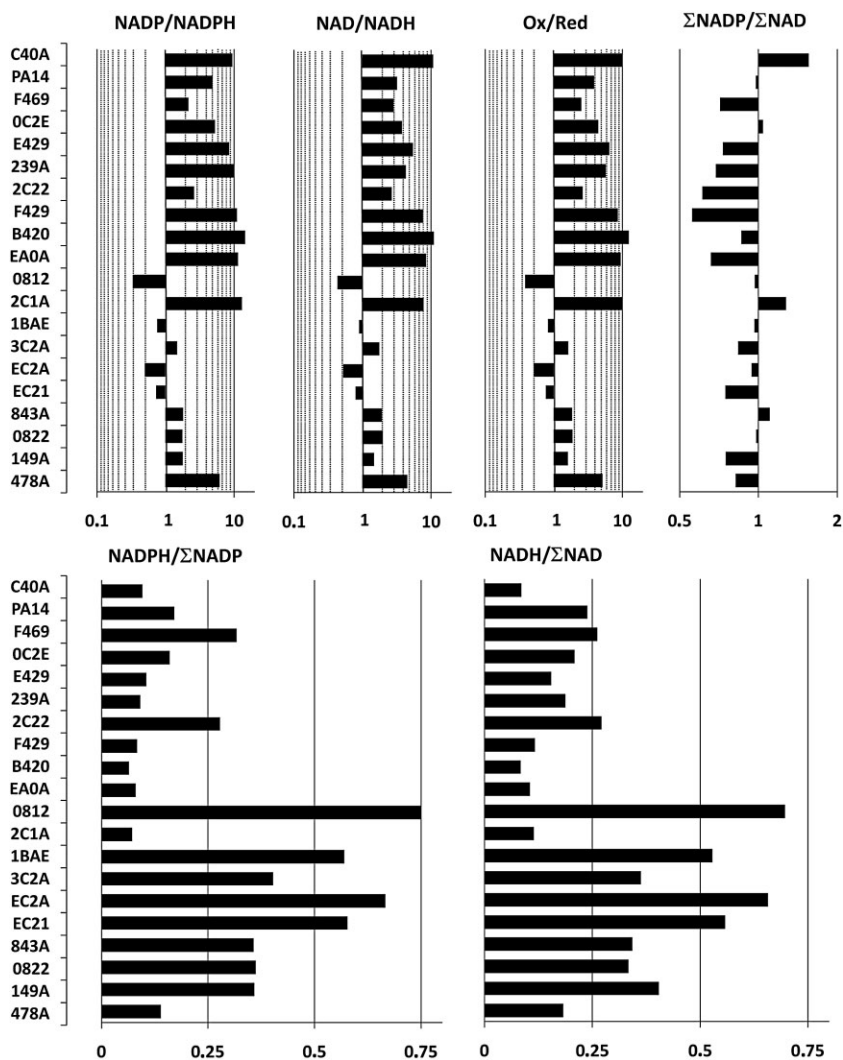 NADP/NADPH NAD/NADH Ox/Red ΣNADP/ΣNAD
C40A
PA14
F469
0C2E
E429
239A
2C22
F429
B420
EA0A
0812
2C1A
1BAE
3C2A
EC2A
EC21
843A
0822
149A
478A
0.1 1 10 0.1 1 10 0.1 1 10 0.5 1 2
NADPH/ΣNADP NADH/ΣNAD
C40A
PA14
F469
0C2E
E429
239A
2C22
F429
B420
EA0A
0812
2C1A
1BAE
3C2A
EC2A
EC21
843A
0822
149A
478A
0 0.25 0.5 0.75 0 0.25 0.5 0.75